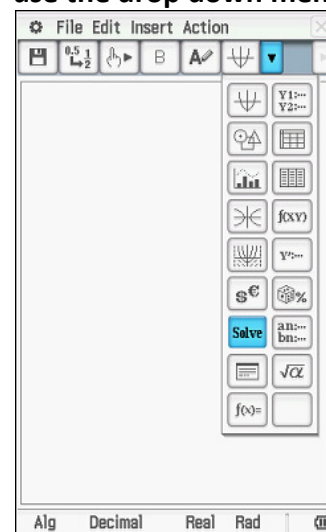 use the drop down men
File Edit Insert Action
0.5 1 2 B A
Y1:···
Y2:···
f(XY)
Y':···
$€ %
Solve an:···
bn:···
√α
f(x)=
Alg Decimal Real Rad